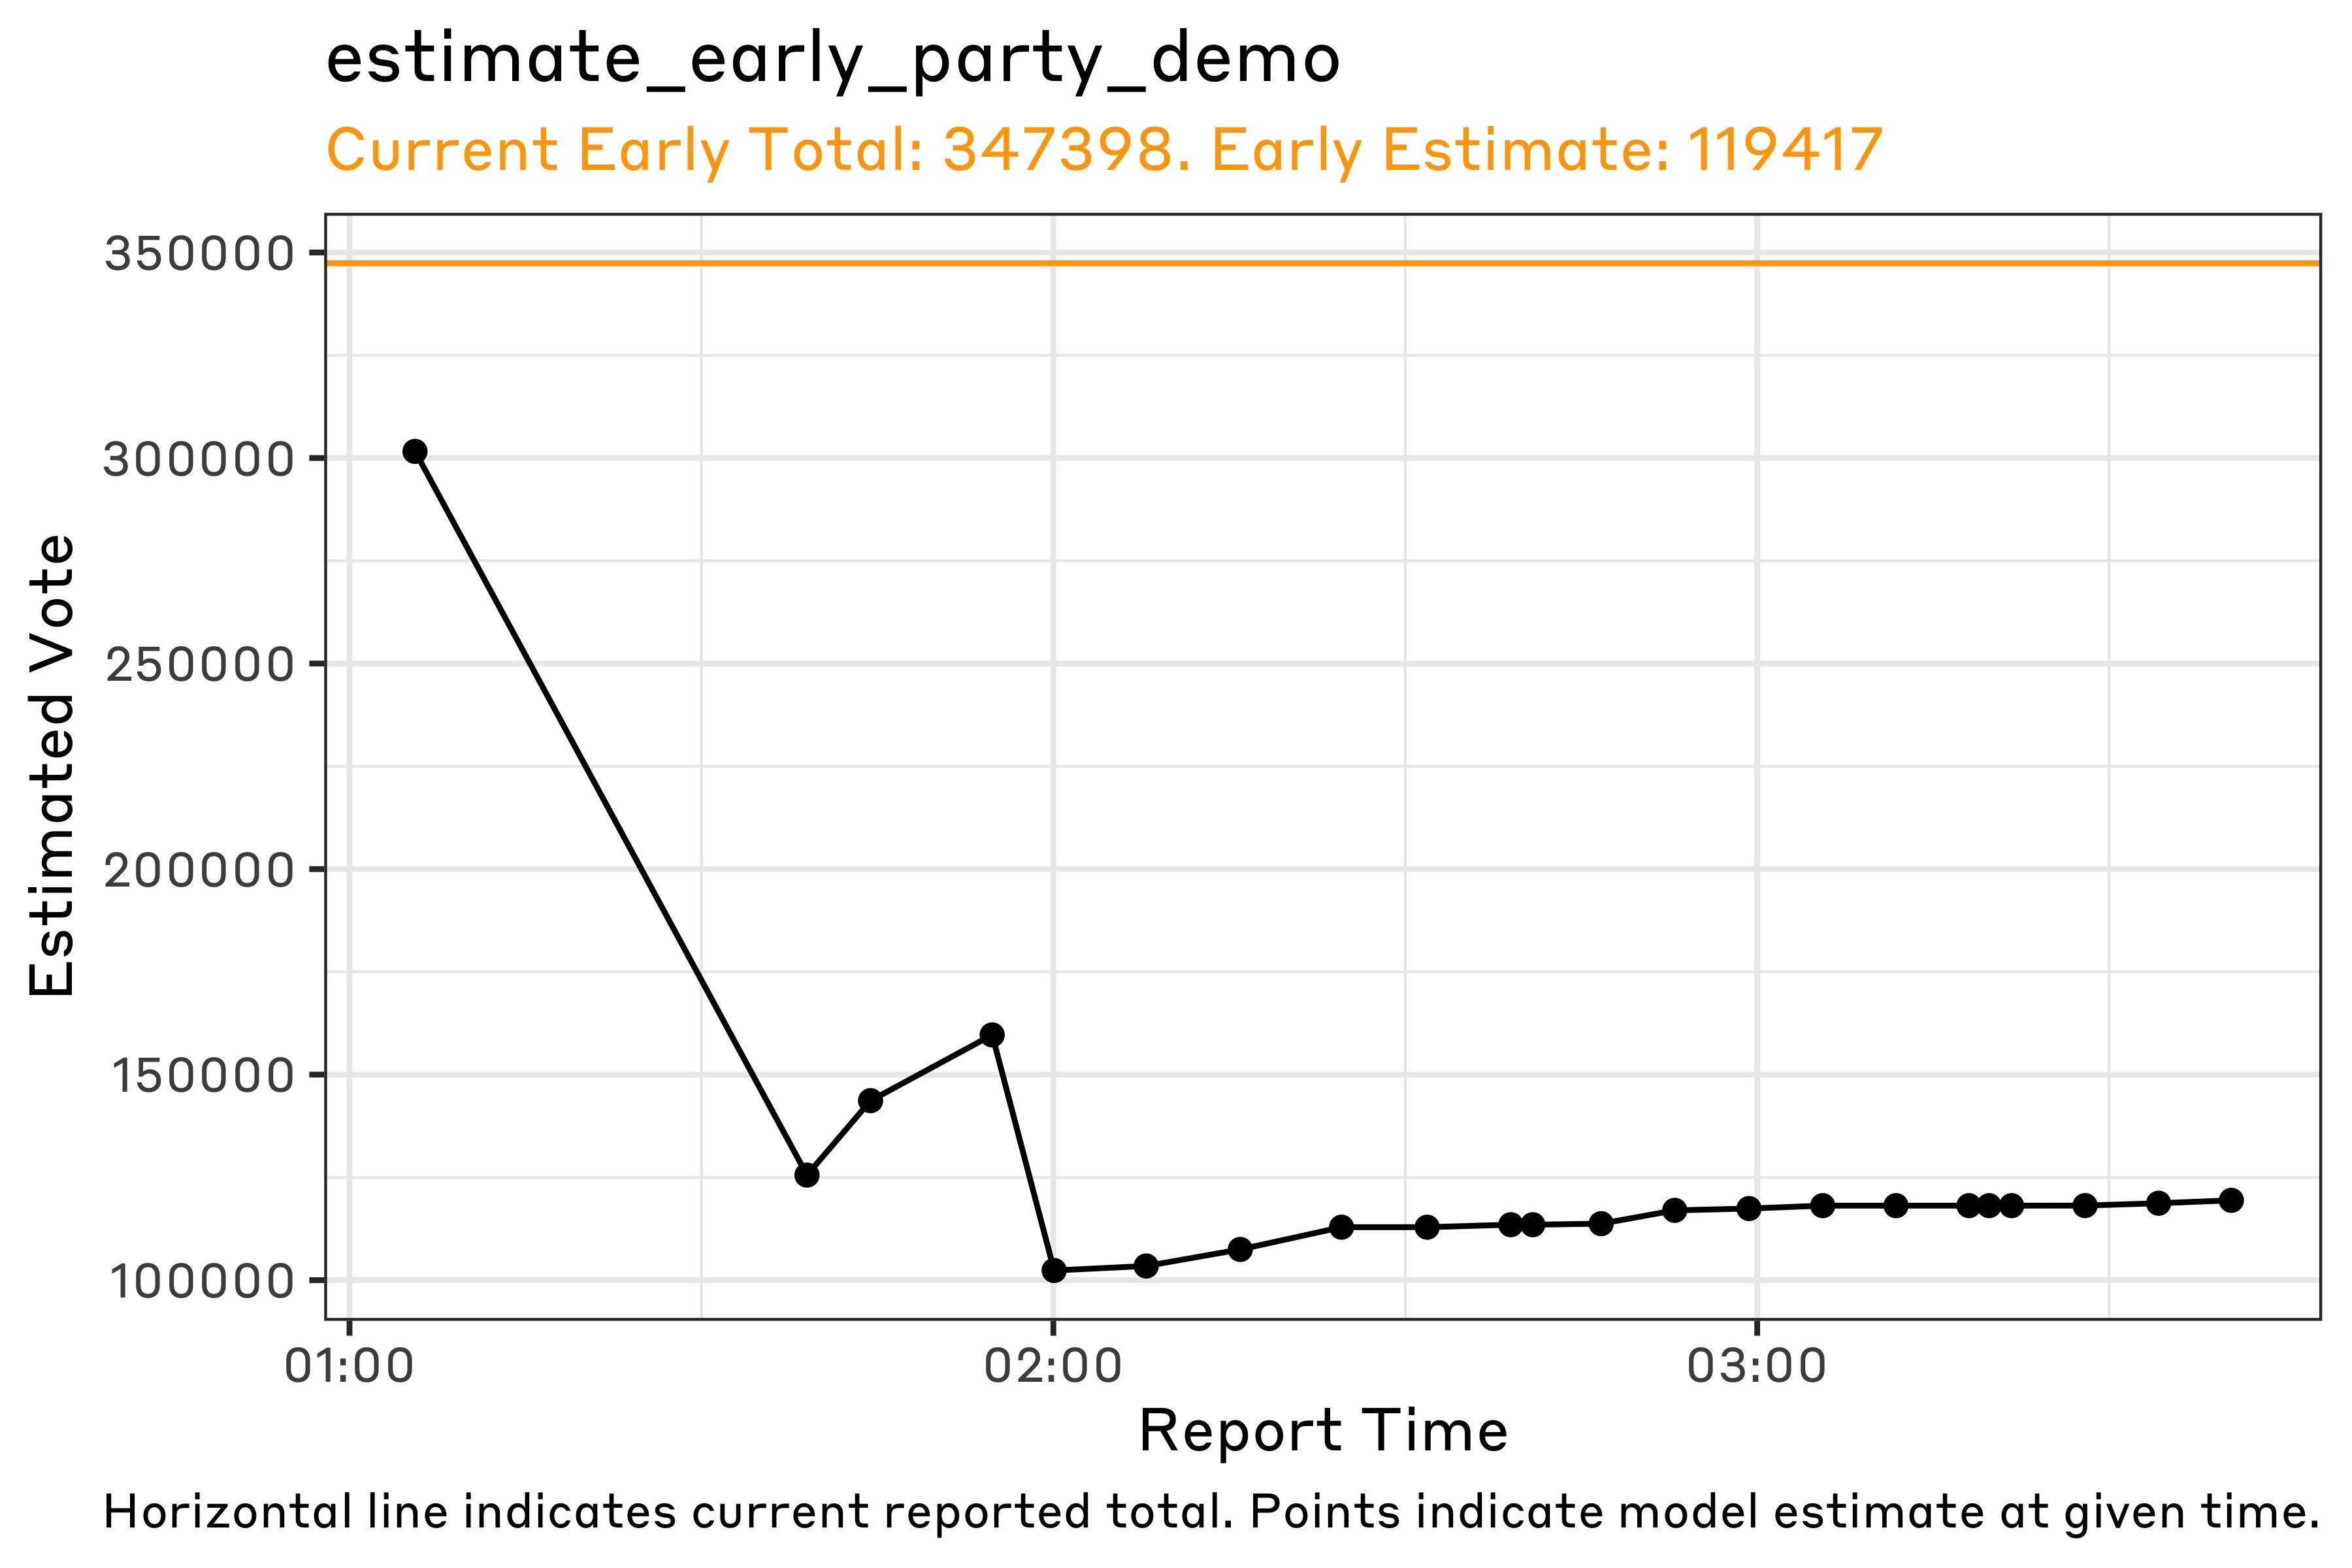 estimate_early_party_demo
Current Early Total: 347398. Early Estimate: 119417
Estimated Vote
350000
300000
250000
200000
150000
100000
01:00 02:00 03:00
Report Time
Horizontal line indicates current reported total. Points indicate model estimate at given time.